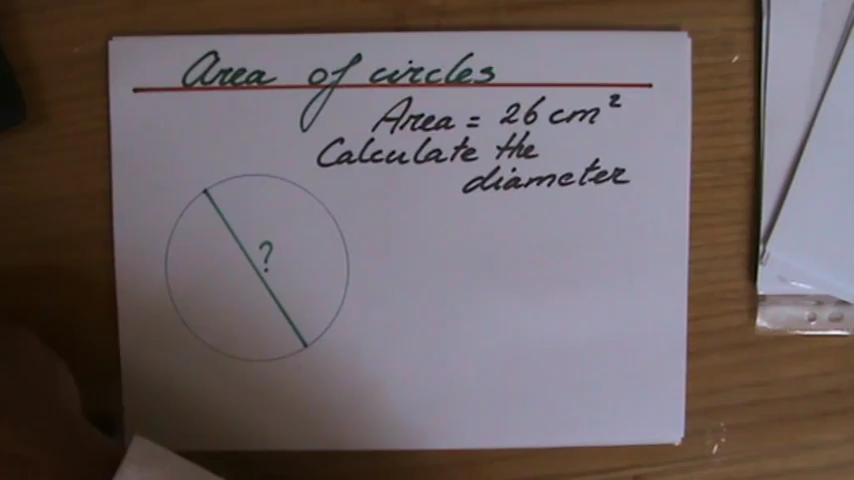 Area of circles
Area = 26 cm²
Calculate the
diameter
?